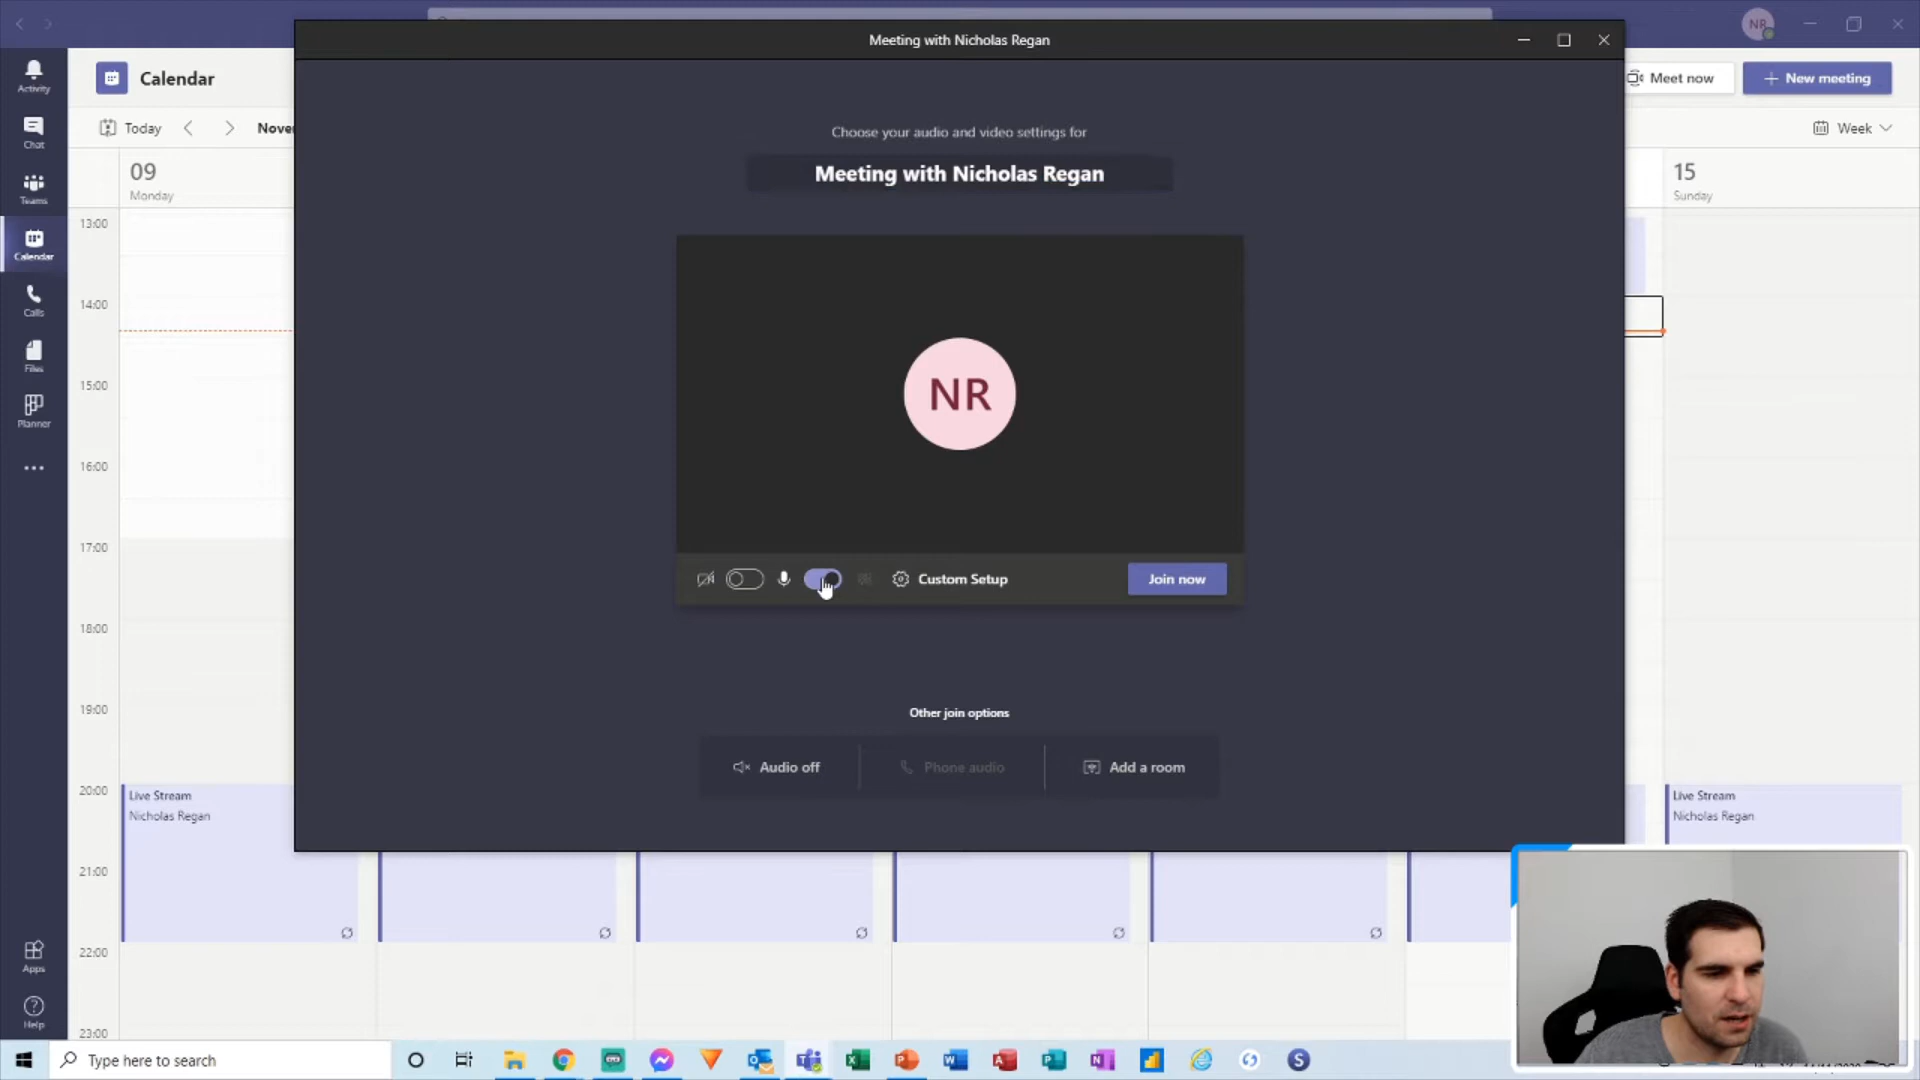 Meeting with Nicholas Regan
NR
Activity
Chat
Teams
Calendar
Calls
Files
Planner
Apps
Help
Calendar
Meet now
New meeting
Today
Nover
Week
09
Monday
15
Sunday
13:00
14:00
15:00
16:00
17:00
18:00
19:00
20:00
21:00
22:00
23:00
Choose your audio and video settings for
Meeting with Nicholas Regan
NR
Custom Setup
Join now
Other join options
Audio off
Phone audio
Add a room
Live Stream
Nicholas Regan
Live Stream
Nicholas Regan
Type here to search